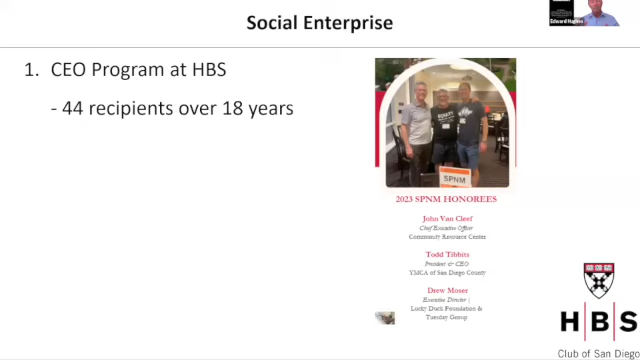 Social Enterprise
Edward Haglion
1. CEO Program at HBS
- 44 recipients over 18 years
SPNM
2023 SPNM HONOREES
John Van Cleef
Chief Executive Officer
Community Resource Center
Todd Tibbits
President & CEO
YMCA of San Diego County
Drew Moser
Executive Director |
Lucky Duck Foundation &
Tuesday Group
H|B|S
Club of San Diego